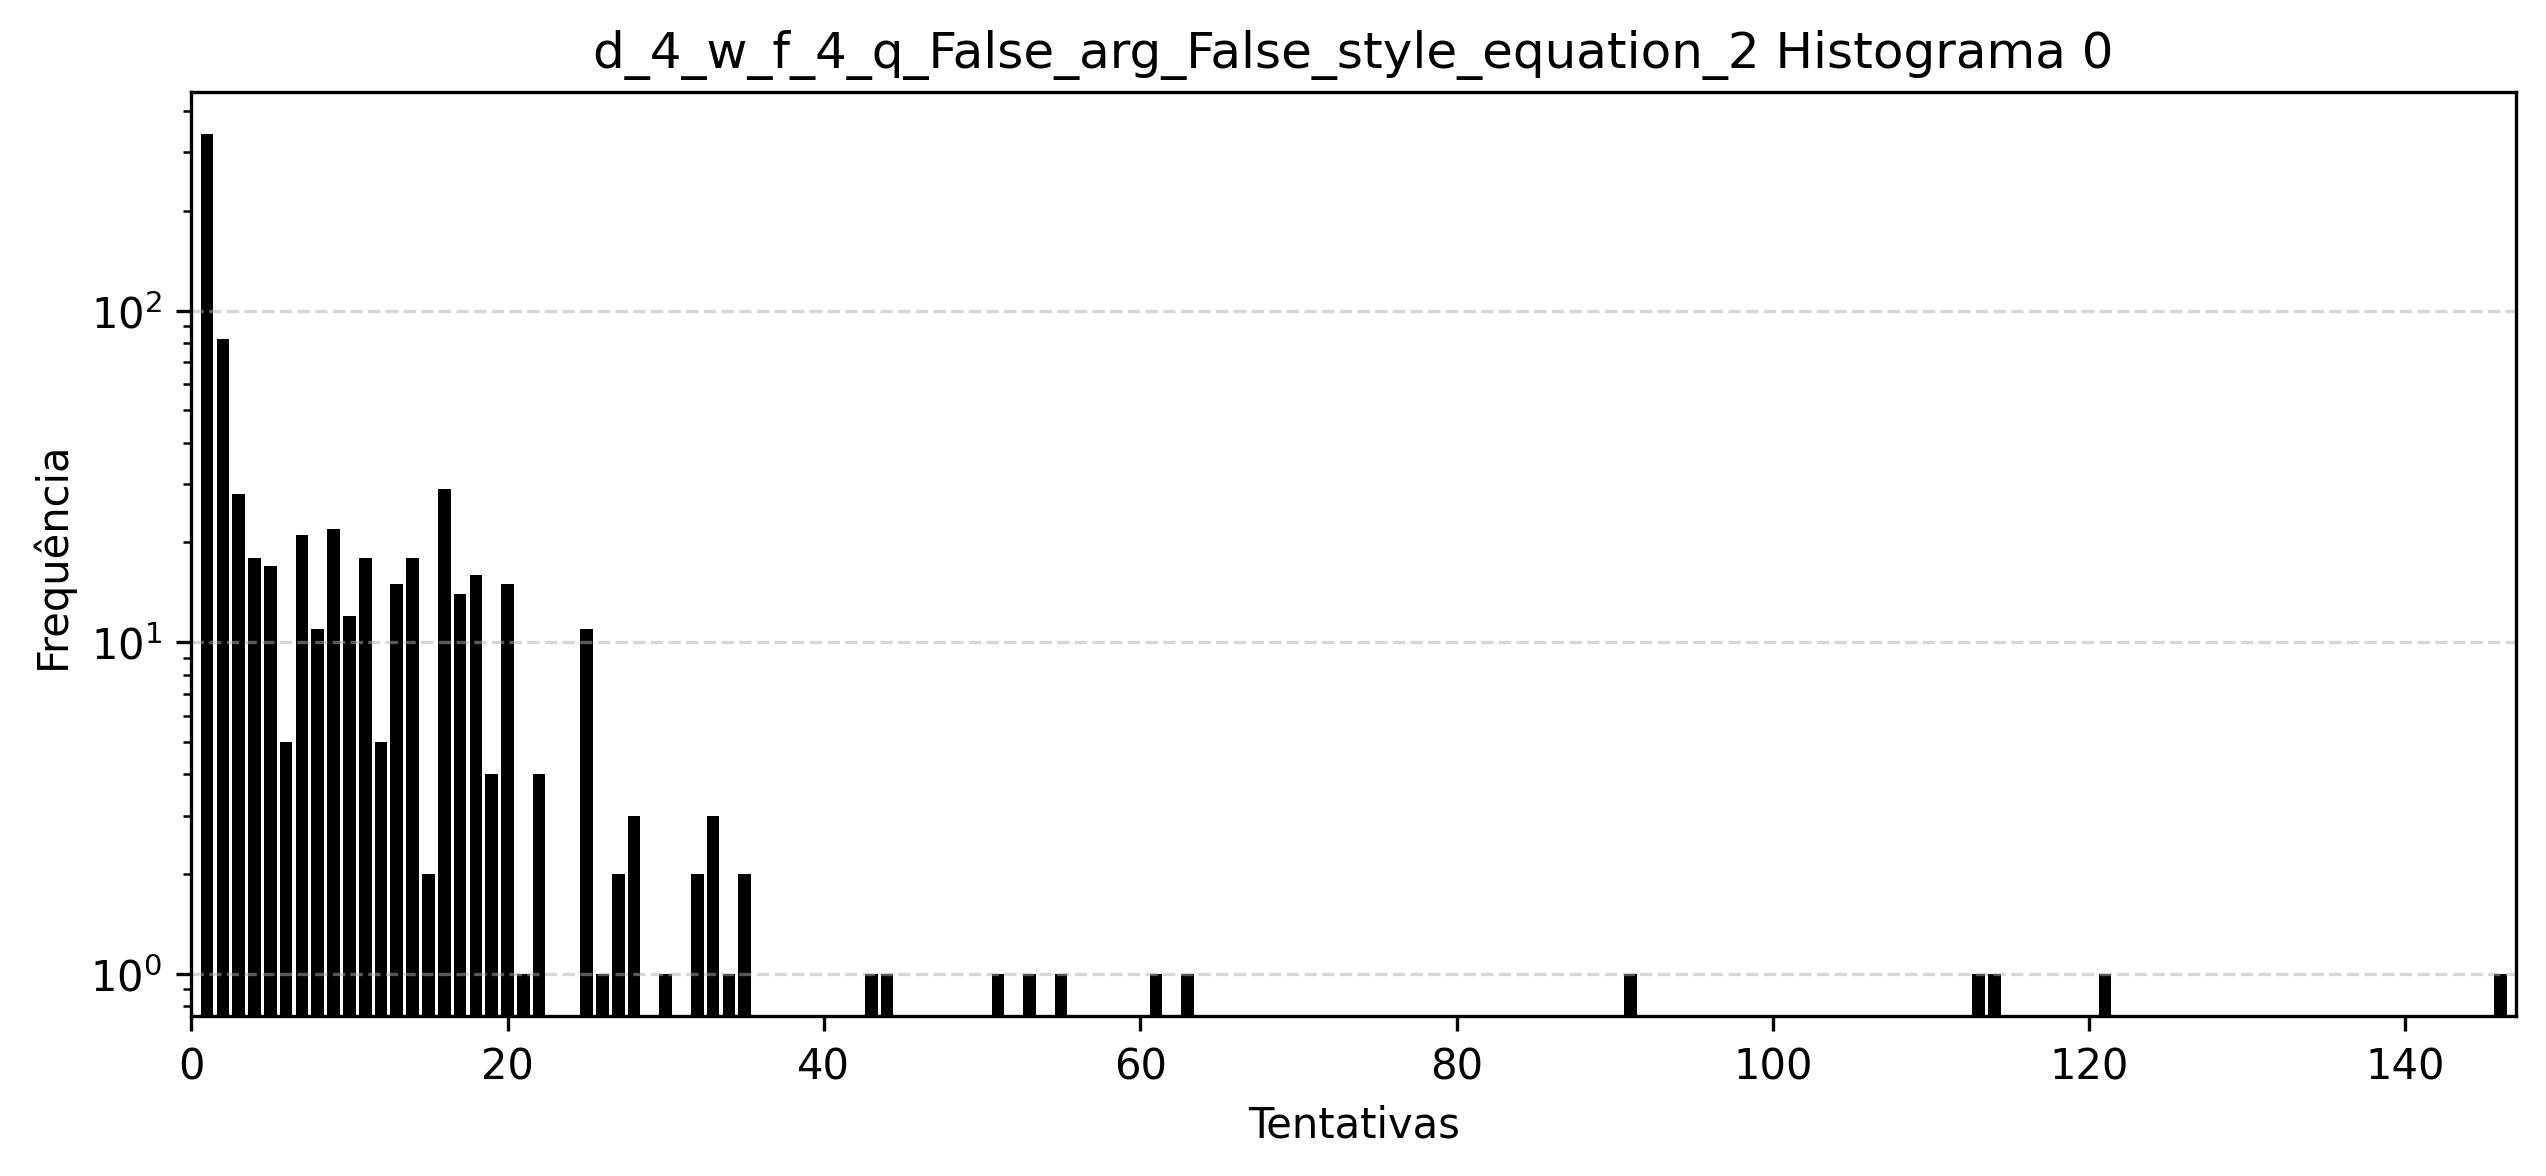 d_4_w_f_4_q_False_arg_False_style_equation_2 Histograma 0
Frequência
10²
10¹
10⁰
0 20 40 60 80 100 120 140
Tentativas